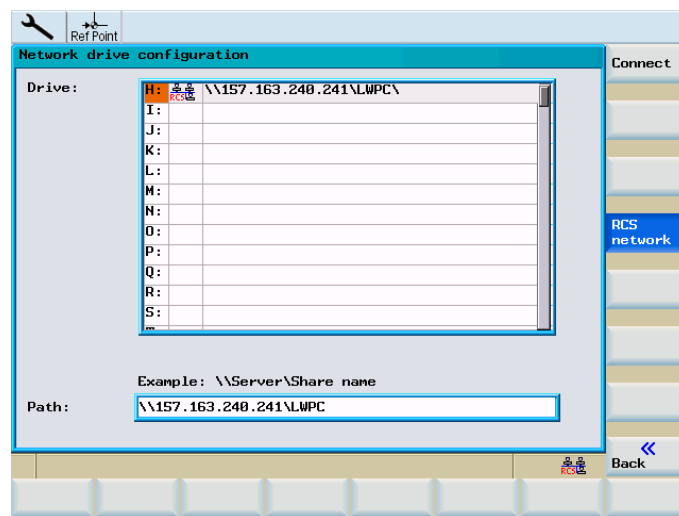 Ref Point
Network drive configuration
Connect
Drive:
H: RCS \\157.163.240.241\LWPC\
I:
J:
K:
L:
M:
N:
O:
P:
Q:
R:
S:
RCS
network
Example: \\Server\Share name
Path:
\\157.163.240.241\LWPC
RCS
Back